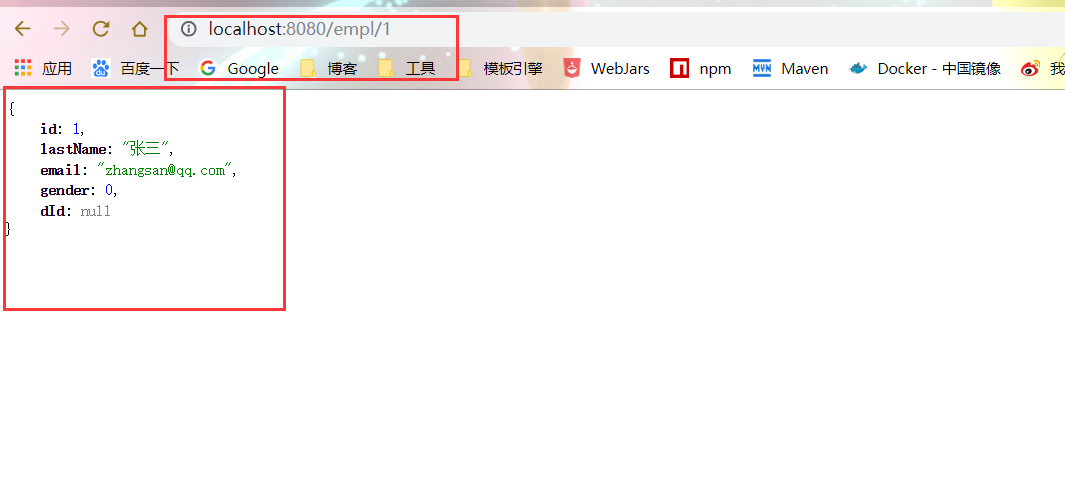 localhost:8080/empl/1
应用 百度一下 Google 博客 工具 模板引擎 WebJars npm Maven Docker - 中国镜像 我
{
id: 1,
lastName: "张三",
email: "zhangsan@qq.com",
gender: 0,
dId: null
}